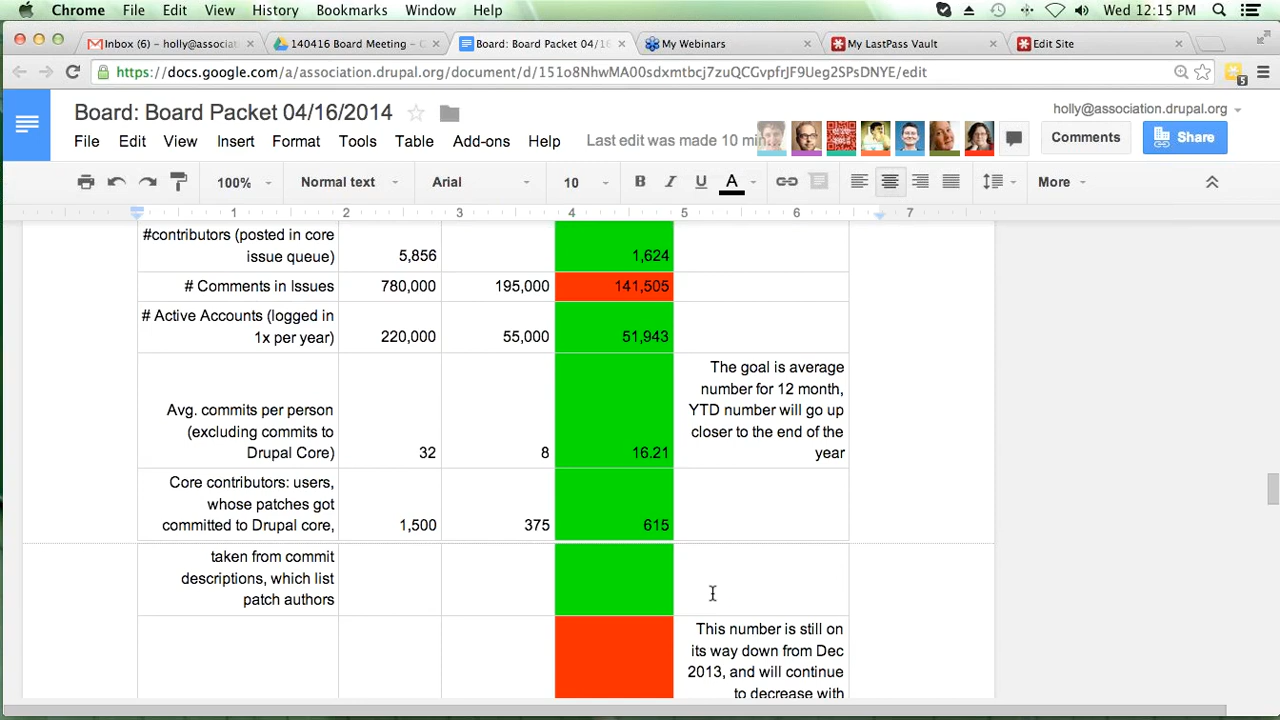 Chrome File Edit View History Bookmarks Window Help Wed 12:15 PM
Inbox (6) – holly@associat × 140416 Board Meeting – D × Board: Board Packet 04/16 × My Webinars × My LastPass Vault × Edit Site ×
https://docs.google.com/a/association.drupal.org/document/d/151o8NhwMA00sdxmtbcj7zuQCGvpfrJF9Ueg2SPsDNYE/edit
5
Board: Board Packet 04/16/2014
holly@association.drupal.org
File Edit View Insert Format Tools Table Add-ons Help Last edit was made 10 min
Comments
Share
100% Normal text Arial 10 B I U A More
1 2 3 4 5 6 7
#contributors (posted in core
issue queue) 5,856 1,624
# Comments in Issues 780,000 195,000 141,505
# Active Accounts (logged in
1x per year) 220,000 55,000 51,943
The goal is average
number for 12 month,
YTD number will go up
closer to the end of the
year
Avg. commits per person
(excluding commits to
Drupal Core) 32 8 16.21
Core contributors: users,
whose patches got
committed to Drupal core, 1,500 375 615
taken from commit
descriptions, which list
patch authors
This number is still on
its way down from Dec
2013, and will continue
to decrease with